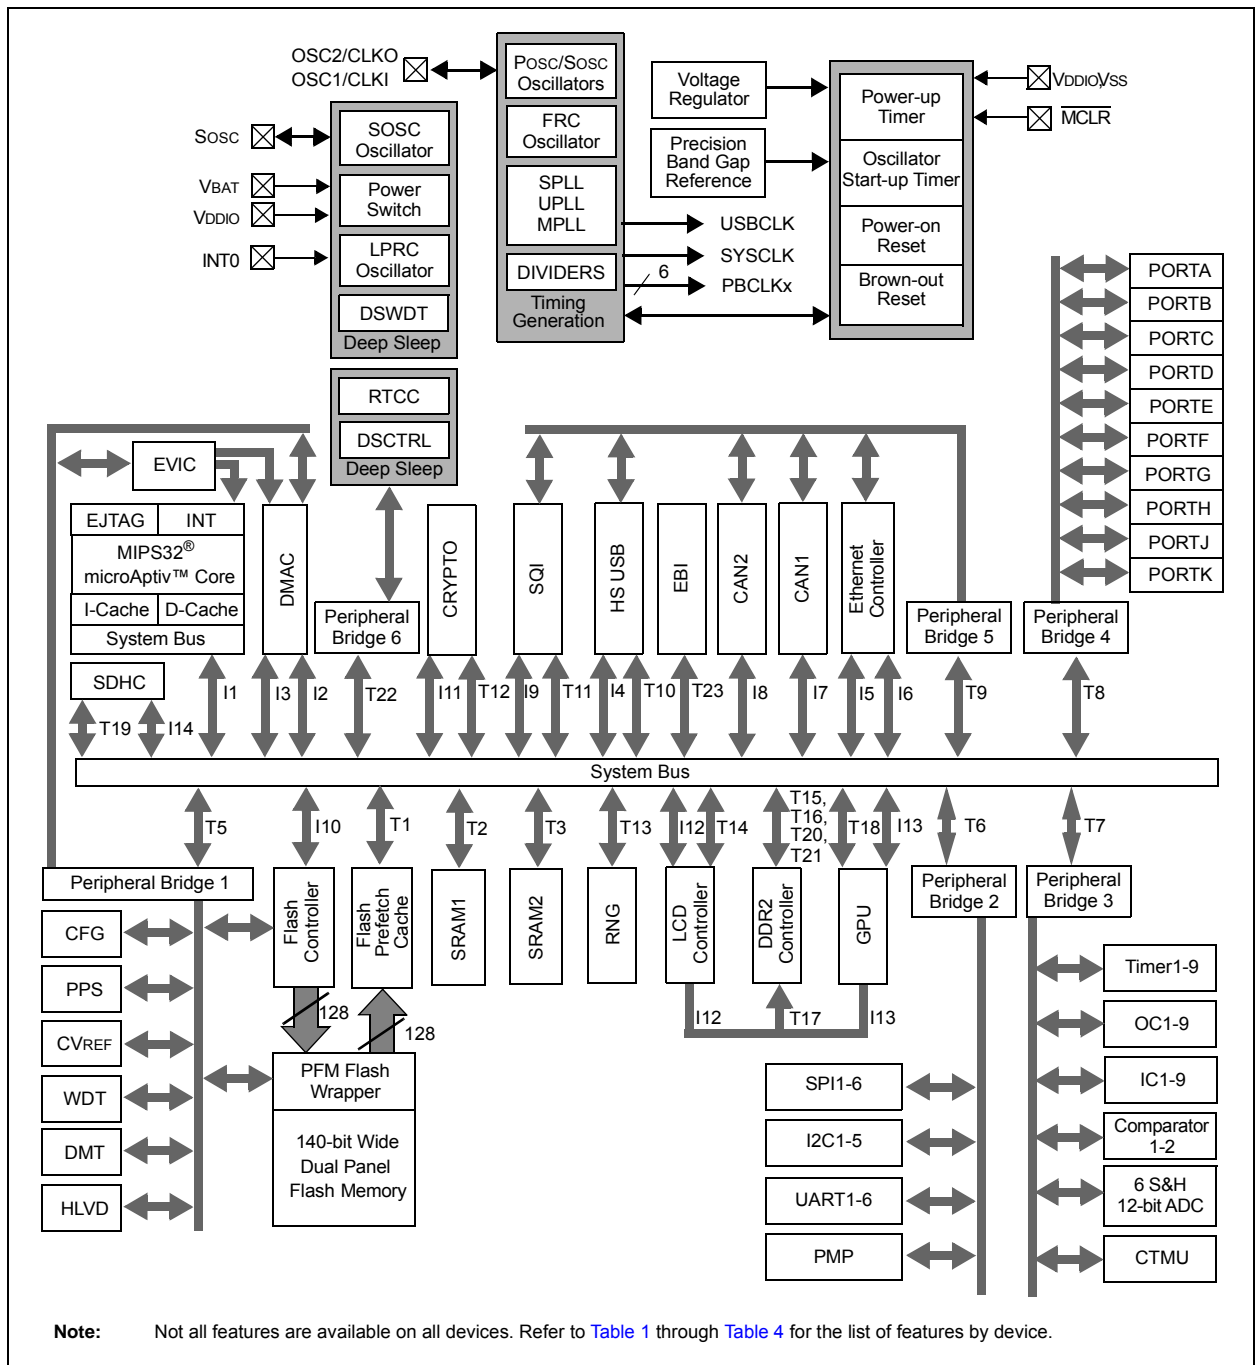 OSC2/CLKO
OSC1/CLKI
POSC/SOSC
Oscillators
FRC
Oscillator
SPLL
UPLL
MPLL
DIVIDERS
Timing
Generation
Voltage
Regulator
Precision
Band Gap
Reference
Power-up
Timer
Oscillator
Start-up Timer
Power-on
Reset
Brown-out
Reset
VDDIO,VSS
MCLR
SOSC
VBAT
VDDIO
INT0
SOSC
Oscillator
Power
Switch
LPRC
Oscillator
DSWDT
Deep Sleep
USBCLK
SYSCLK
6
PBCLKx
RTCC
DSCTRL
Deep Sleep
PORTA
PORTB
PORTC
PORTD
PORTE
PORTF
PORTG
PORTH
PORTJ
PORTK
EVIC
EJTAG
INT
MIPS32®
microAptiv™ Core
I-Cache
D-Cache
System Bus
DMAC
Peripheral
Bridge 6
CRYPTO
SQI
HS USB
EBI
CAN2
CAN1
Ethernet
Controller
Peripheral
Bridge 5
Peripheral
Bridge 4
SDHC
T19
I14
I1
I3
I2
T22
I11
T12
I9
T11
I4
T10
T23
I8
I7
I5
I6
T9
T8
System Bus
T5
I10
T1
T2
T3
T13
I12
T14
T15,
T16,
T20,
T21
T18
I13
T6
T7
Peripheral Bridge 1
Flash
Controller
Flash
Prefetch
Cache
SRAM1
SRAM2
RNG
LCD
Controller
DDR2
Controller
GPU
Peripheral
Bridge 2
Peripheral
Bridge 3
CFG
PPS
CVREF
WDT
DMT
HLVD
128
128
PFM Flash
Wrapper
140-bit Wide
Dual Panel
Flash Memory
I12
T17
I13
SPI1-6
I2C1-5
UART1-6
PMP
Timer1-9
OC1-9
IC1-9
Comparator
1-2
6 S&H
12-bit ADC
CTMU
Note: Not all features are available on all devices. Refer to Table 1 through Table 4 for the list of features by device.